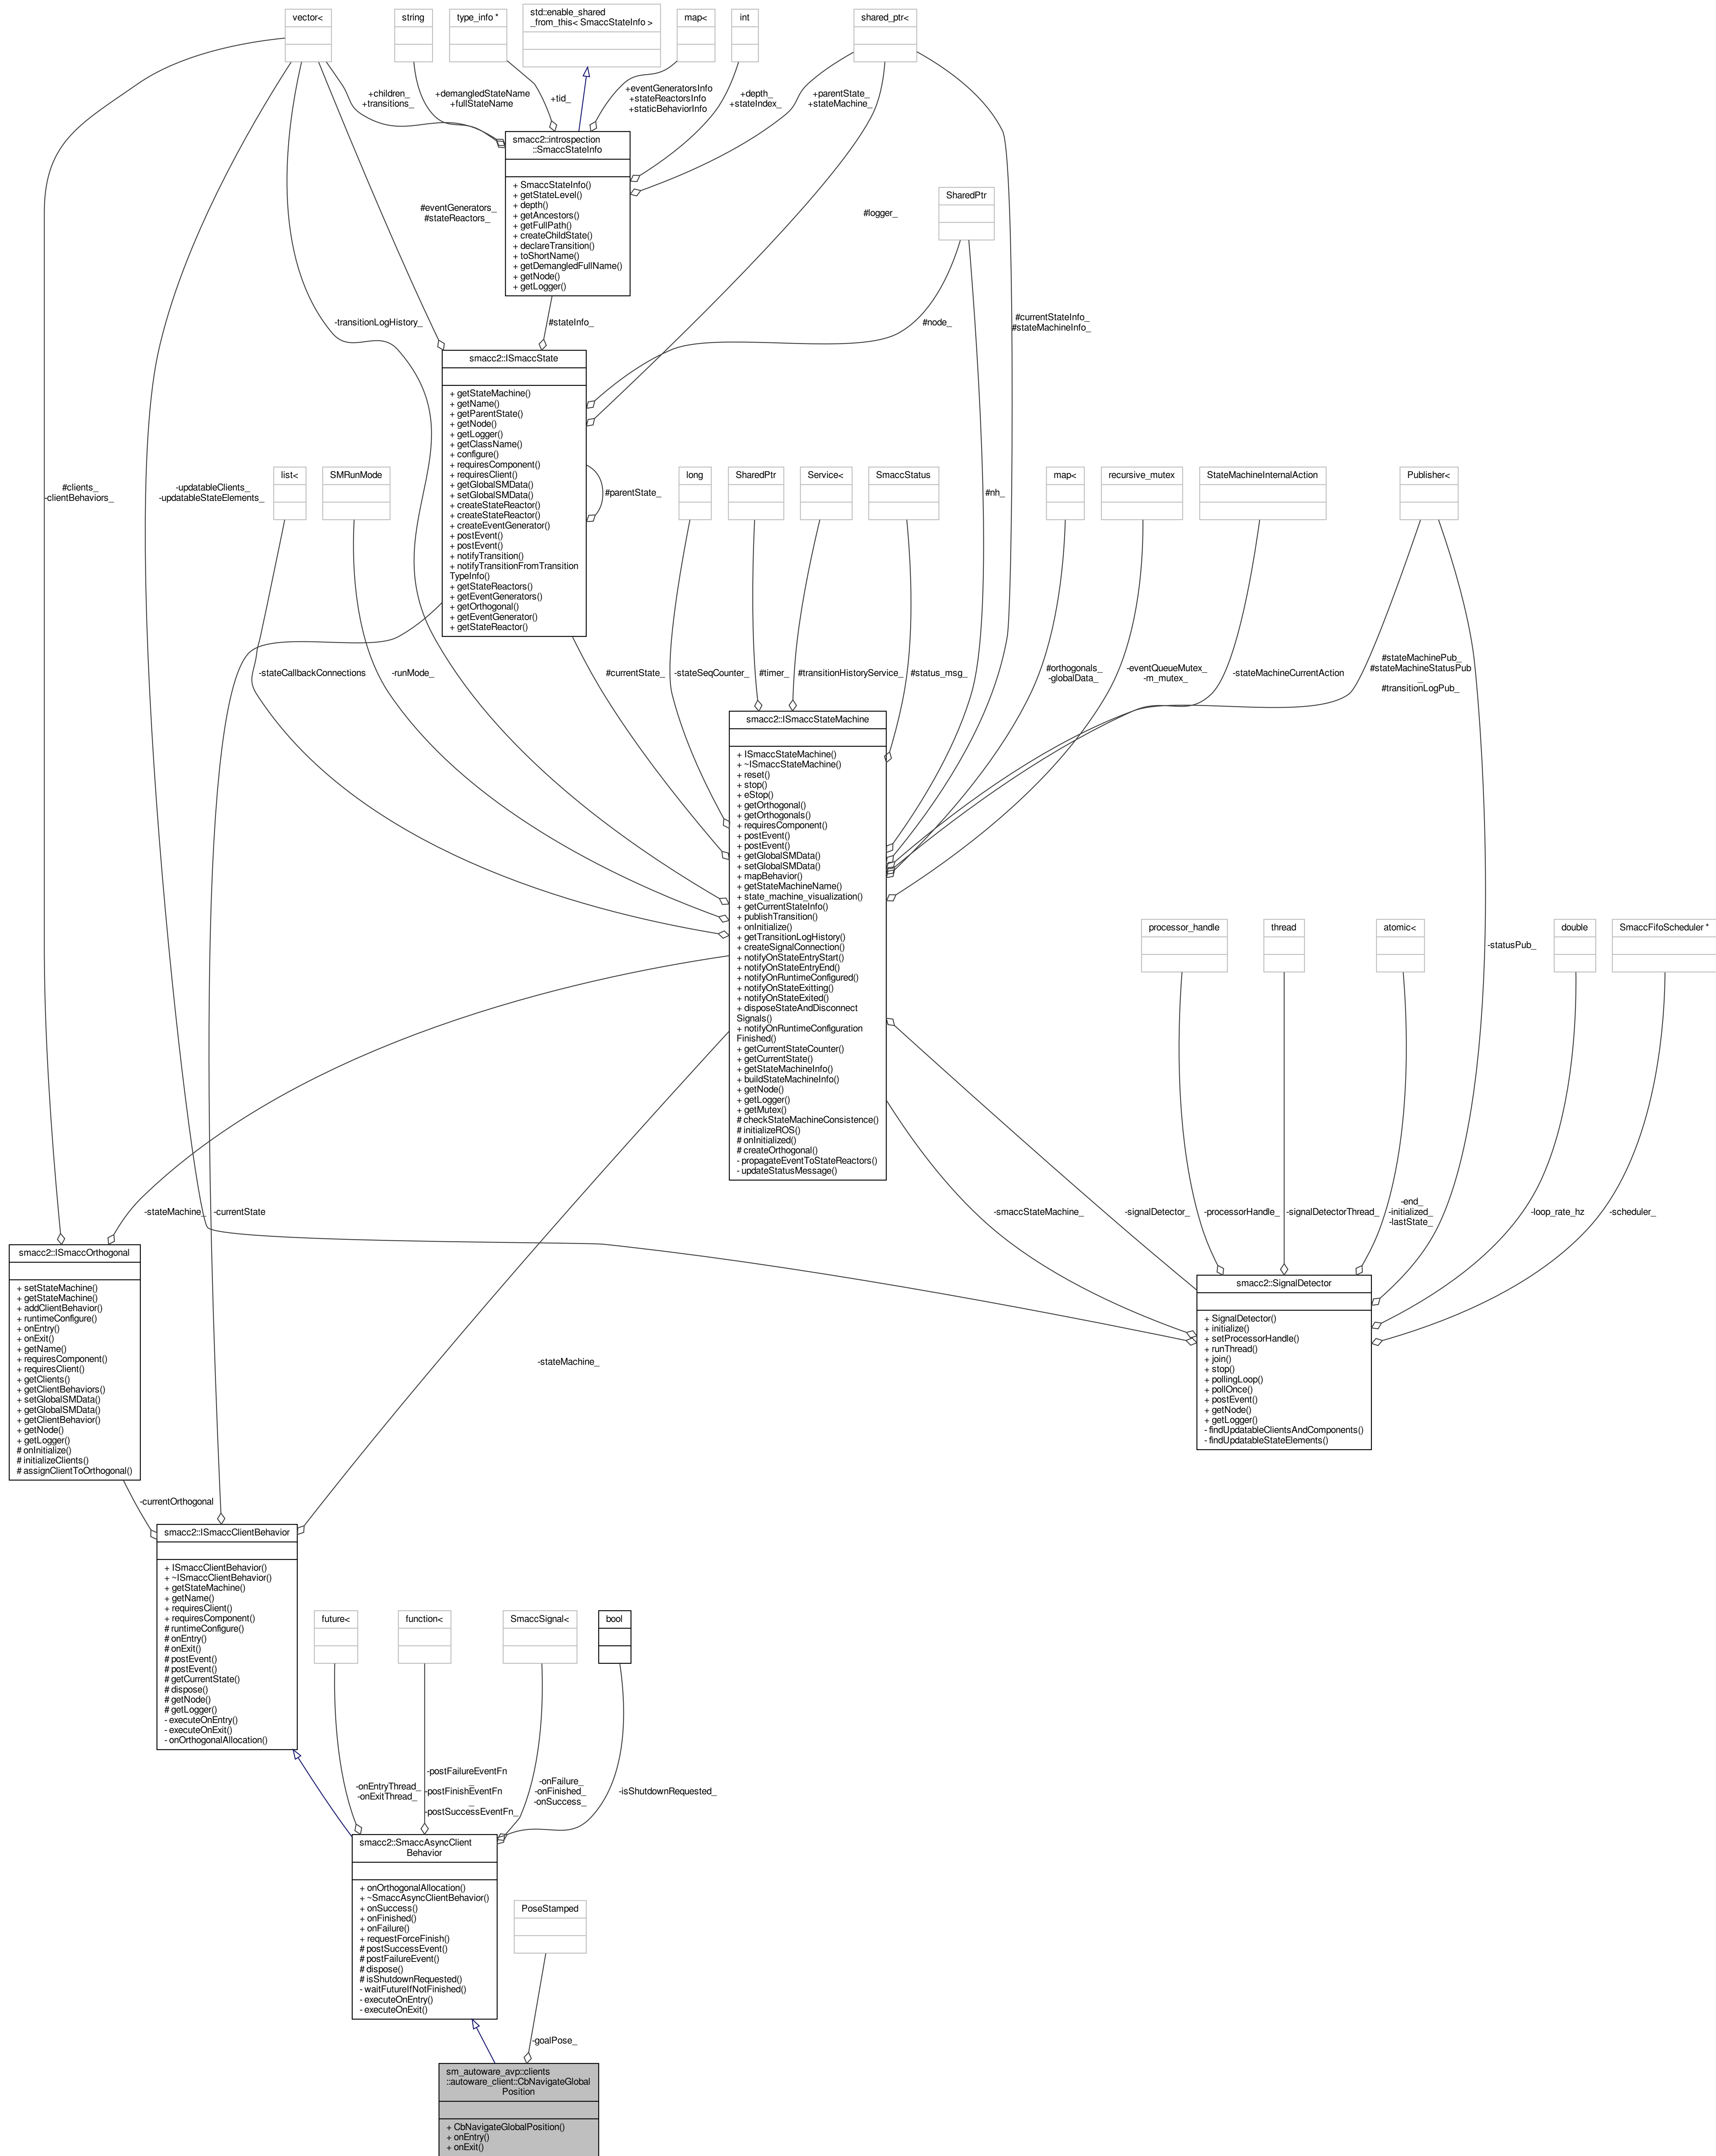 vector<
string
type_info *
std::enable_shared
_from_this< SmaccStateInfo >
map<
int
shared_ptr<
+children_
+transitions_
+demangledStateName
+fullStateName
+tid_
+eventGeneratorsInfo
+stateReactorsInfo
+staticBehaviorInfo
+depth_
+stateIndex_
+parentState_
+stateMachine_
smacc2::introspection
::SmaccStateInfo
+ SmaccStateInfo()
+ getStateLevel()
+ depth()
+ getAncestors()
+ getFullPath()
+ createChildState()
+ declareTransition()
+ toShortName()
+ getDemangledFullName()
+ getNode()
+ getLogger()
#eventGenerators_
#stateReactors_
#logger_
SharedPtr
-transitionLogHistory_
#stateInfo_
#node_
#currentStateInfo_
#stateMachineInfo_
smacc2::ISmaccState
+ getStateMachine()
+ getName()
+ getParentState()
+ getNode()
+ getLogger()
+ getClassName()
+ configure()
+ requiresComponent()
+ requiresClient()
+ getGlobalSMData()
+ setGlobalSMData()
+ createStateReactor()
+ createStateReactor()
+ createEventGenerator()
+ postEvent()
+ postEvent()
+ notifyTransition()
+ notifyTransitionFromTransition
TypeInfo()
+ getStateReactors()
+ getEventGenerators()
+ getOrthogonal()
+ getEventGenerator()
+ getStateReactor()
#parentState_
#clients_
-clientBehaviors_
-updatableClients_
-updatableStateElements_
list<
SMRunMode
long
SharedPtr
Service<
SmaccStatus
#nh_
map<
recursive_mutex
StateMachineInternalAction
Publisher<
-stateCallbackConnections
-runMode_
#currentState_
-stateSeqCounter_
#timer_
#transitionHistoryService_
#status_msg_
#orthogonals_
-globalData_
-eventQueueMutex_
-m_mutex_
-stateMachineCurrentAction
#stateMachinePub_
#stateMachineStatusPub
_
#transitionLogPub_
smacc2::ISmaccStateMachine
+ ISmaccStateMachine()
+ ~ISmaccStateMachine()
+ reset()
+ stop()
+ eStop()
+ getOrthogonal()
+ getOrthogonals()
+ requiresComponent()
+ postEvent()
+ postEvent()
+ getGlobalSMData()
+ setGlobalSMData()
+ mapBehavior()
+ getStateMachineName()
+ state_machine_visualization()
+ getCurrentStateInfo()
+ publishTransition()
+ onInitialize()
+ getTransitionLogHistory()
+ createSignalConnection()
+ notifyOnStateEntryStart()
+ notifyOnStateEntryEnd()
+ notifyOnRuntimeConfigured()
+ notifyOnStateExitting()
+ notifyOnStateExited()
+ disposeStateAndDisconnect
Signals()
+ notifyOnRuntimeConfiguration
Finished()
+ getCurrentStateCounter()
+ getCurrentState()
+ getStateMachineInfo()
+ buildStateMachineInfo()
+ getNode()
+ getLogger()
+ getMutex()
# checkStateMachineConsistence()
# initializeROS()
# onInitialized()
# createOrthogonal()
- propagateEventToStateReactors()
- updateStatusMessage()
processor_handle
thread
atomic<
-statusPub_
double
SmaccFifoScheduler *
-stateMachine_
-currentState
-smaccStateMachine_
-signalDetector_
-processorHandle_
-signalDetectorThread_
-end_
-initialized_
-lastState_
-loop_rate_hz
-scheduler_
smacc2::ISmaccOrthogonal
+ setStateMachine()
+ getStateMachine()
+ addClientBehavior()
+ runtimeConfigure()
+ onEntry()
+ onExit()
+ getName()
+ requiresComponent()
+ requiresClient()
+ getClients()
+ getClientBehaviors()
+ setGlobalSMData()
+ getGlobalSMData()
+ getClientBehavior()
+ getNode()
+ getLogger()
# onInitialize()
# initializeClients()
# assignClientToOrthogonal()
smacc2::SignalDetector
+ SignalDetector()
+ initialize()
+ setProcessorHandle()
+ runThread()
+ join()
+ stop()
+ pollingLoop()
+ pollOnce()
+ postEvent()
+ getNode()
+ getLogger()
- findUpdatableClientsAndComponents()
- findUpdatableStateElements()
-stateMachine_
-currentOrthogonal
smacc2::ISmaccClientBehavior
+ ISmaccClientBehavior()
+ ~ISmaccClientBehavior()
+ getStateMachine()
+ getName()
+ requiresClient()
+ requiresComponent()
# runtimeConfigure()
# onEntry()
# onExit()
# postEvent()
# postEvent()
# getCurrentState()
# dispose()
# getNode()
# getLogger()
- executeOnEntry()
- executeOnExit()
- onOrthogonalAllocation()
future<
function<
SmaccSignal<
bool
-onEntryThread_
-onExitThread_
-postFailureEventFn
_
-postFinishEventFn
_
-postSuccessEventFn_
-onFailure_
-onFinished_
-onSuccess_
-isShutdownRequested_
smacc2::SmaccAsyncClient
Behavior
+ onOrthogonalAllocation()
+ ~SmaccAsyncClientBehavior()
+ onSuccess()
+ onFinished()
+ onFailure()
+ requestForceFinish()
# postSuccessEvent()
# postFailureEvent()
# dispose()
# isShutdownRequested()
- waitFutureIfNotFinished()
- executeOnEntry()
- executeOnExit()
PoseStamped
-goalPose_
sm_autoware_avp::clients
::autoware_client::CbNavigateGlobal
Position
+ CbNavigateGlobalPosition()
+ onEntry()
+ onExit()